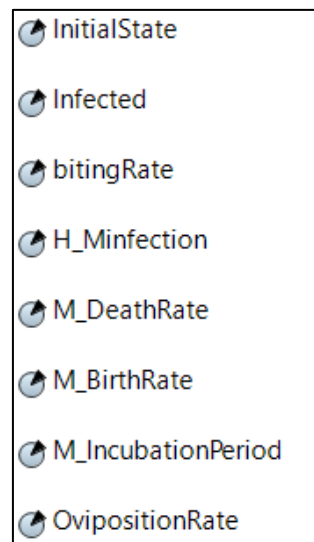 InitialState
Infected
bitingRate
H_Minfection
M_DeathRate
M_BirthRate
M_IncubationPeriod
OvipositionRate